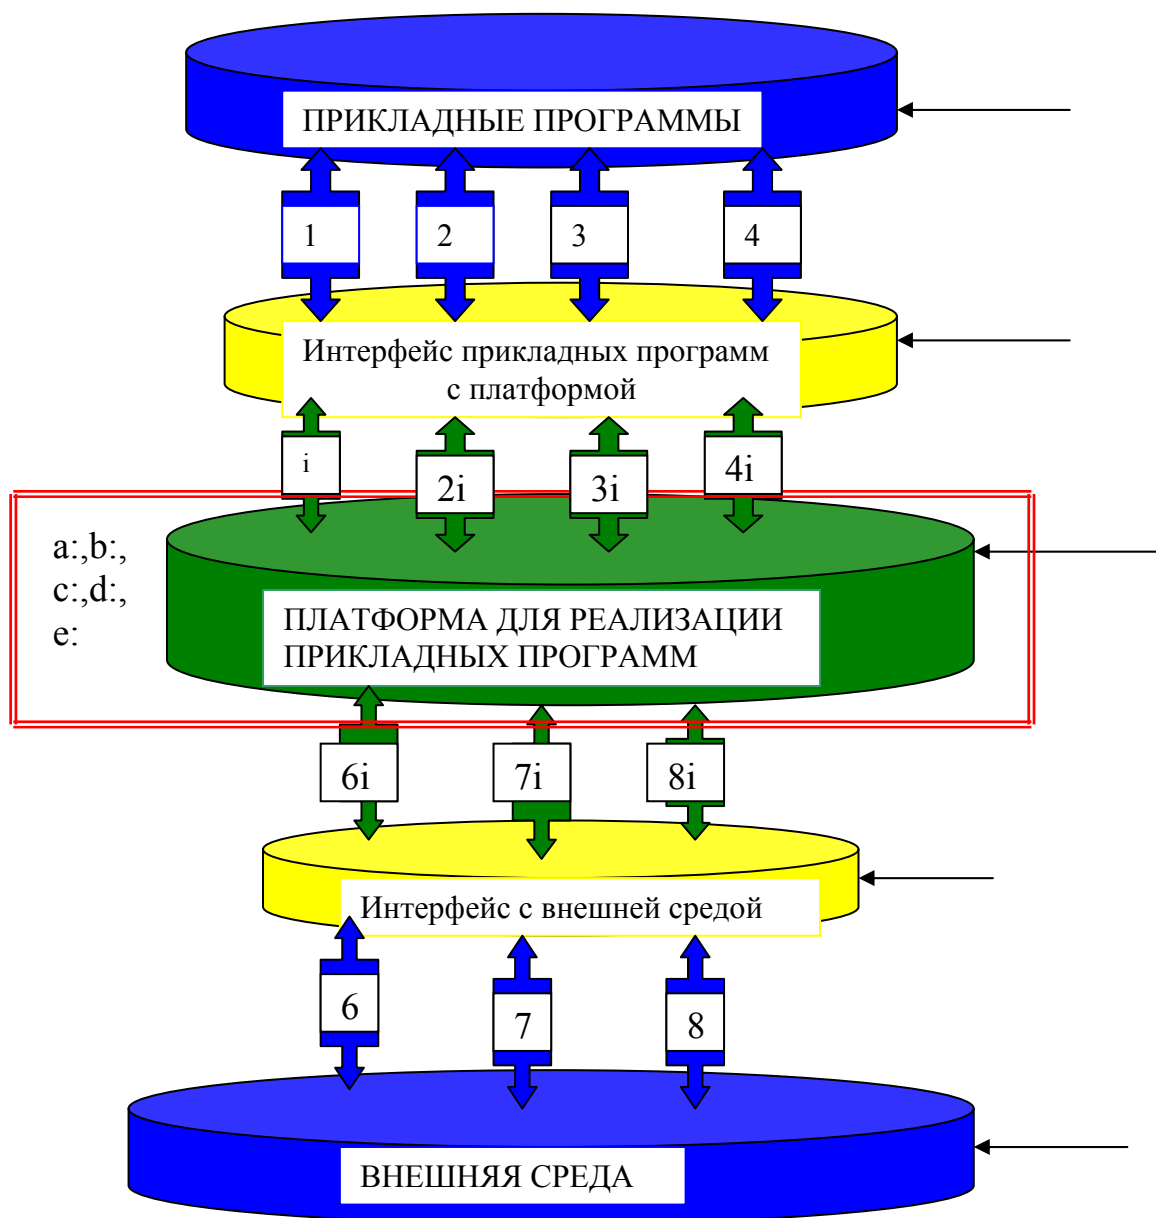 ПРИКЛАДНЫЕ ПРОГРАММЫ
1
2
3
4
Интерфейс прикладных программ
с платформой
i
2i
3i
4i
a:,b:,
c:,d:,
e:
ПЛАТФОРМА ДЛЯ РЕАЛИЗАЦИИ
ПРИКЛАДНЫХ ПРОГРАММ
6i
7i
8i
Интерфейс с внешней средой
6
7
8
ВНЕШНЯЯ СРЕДА